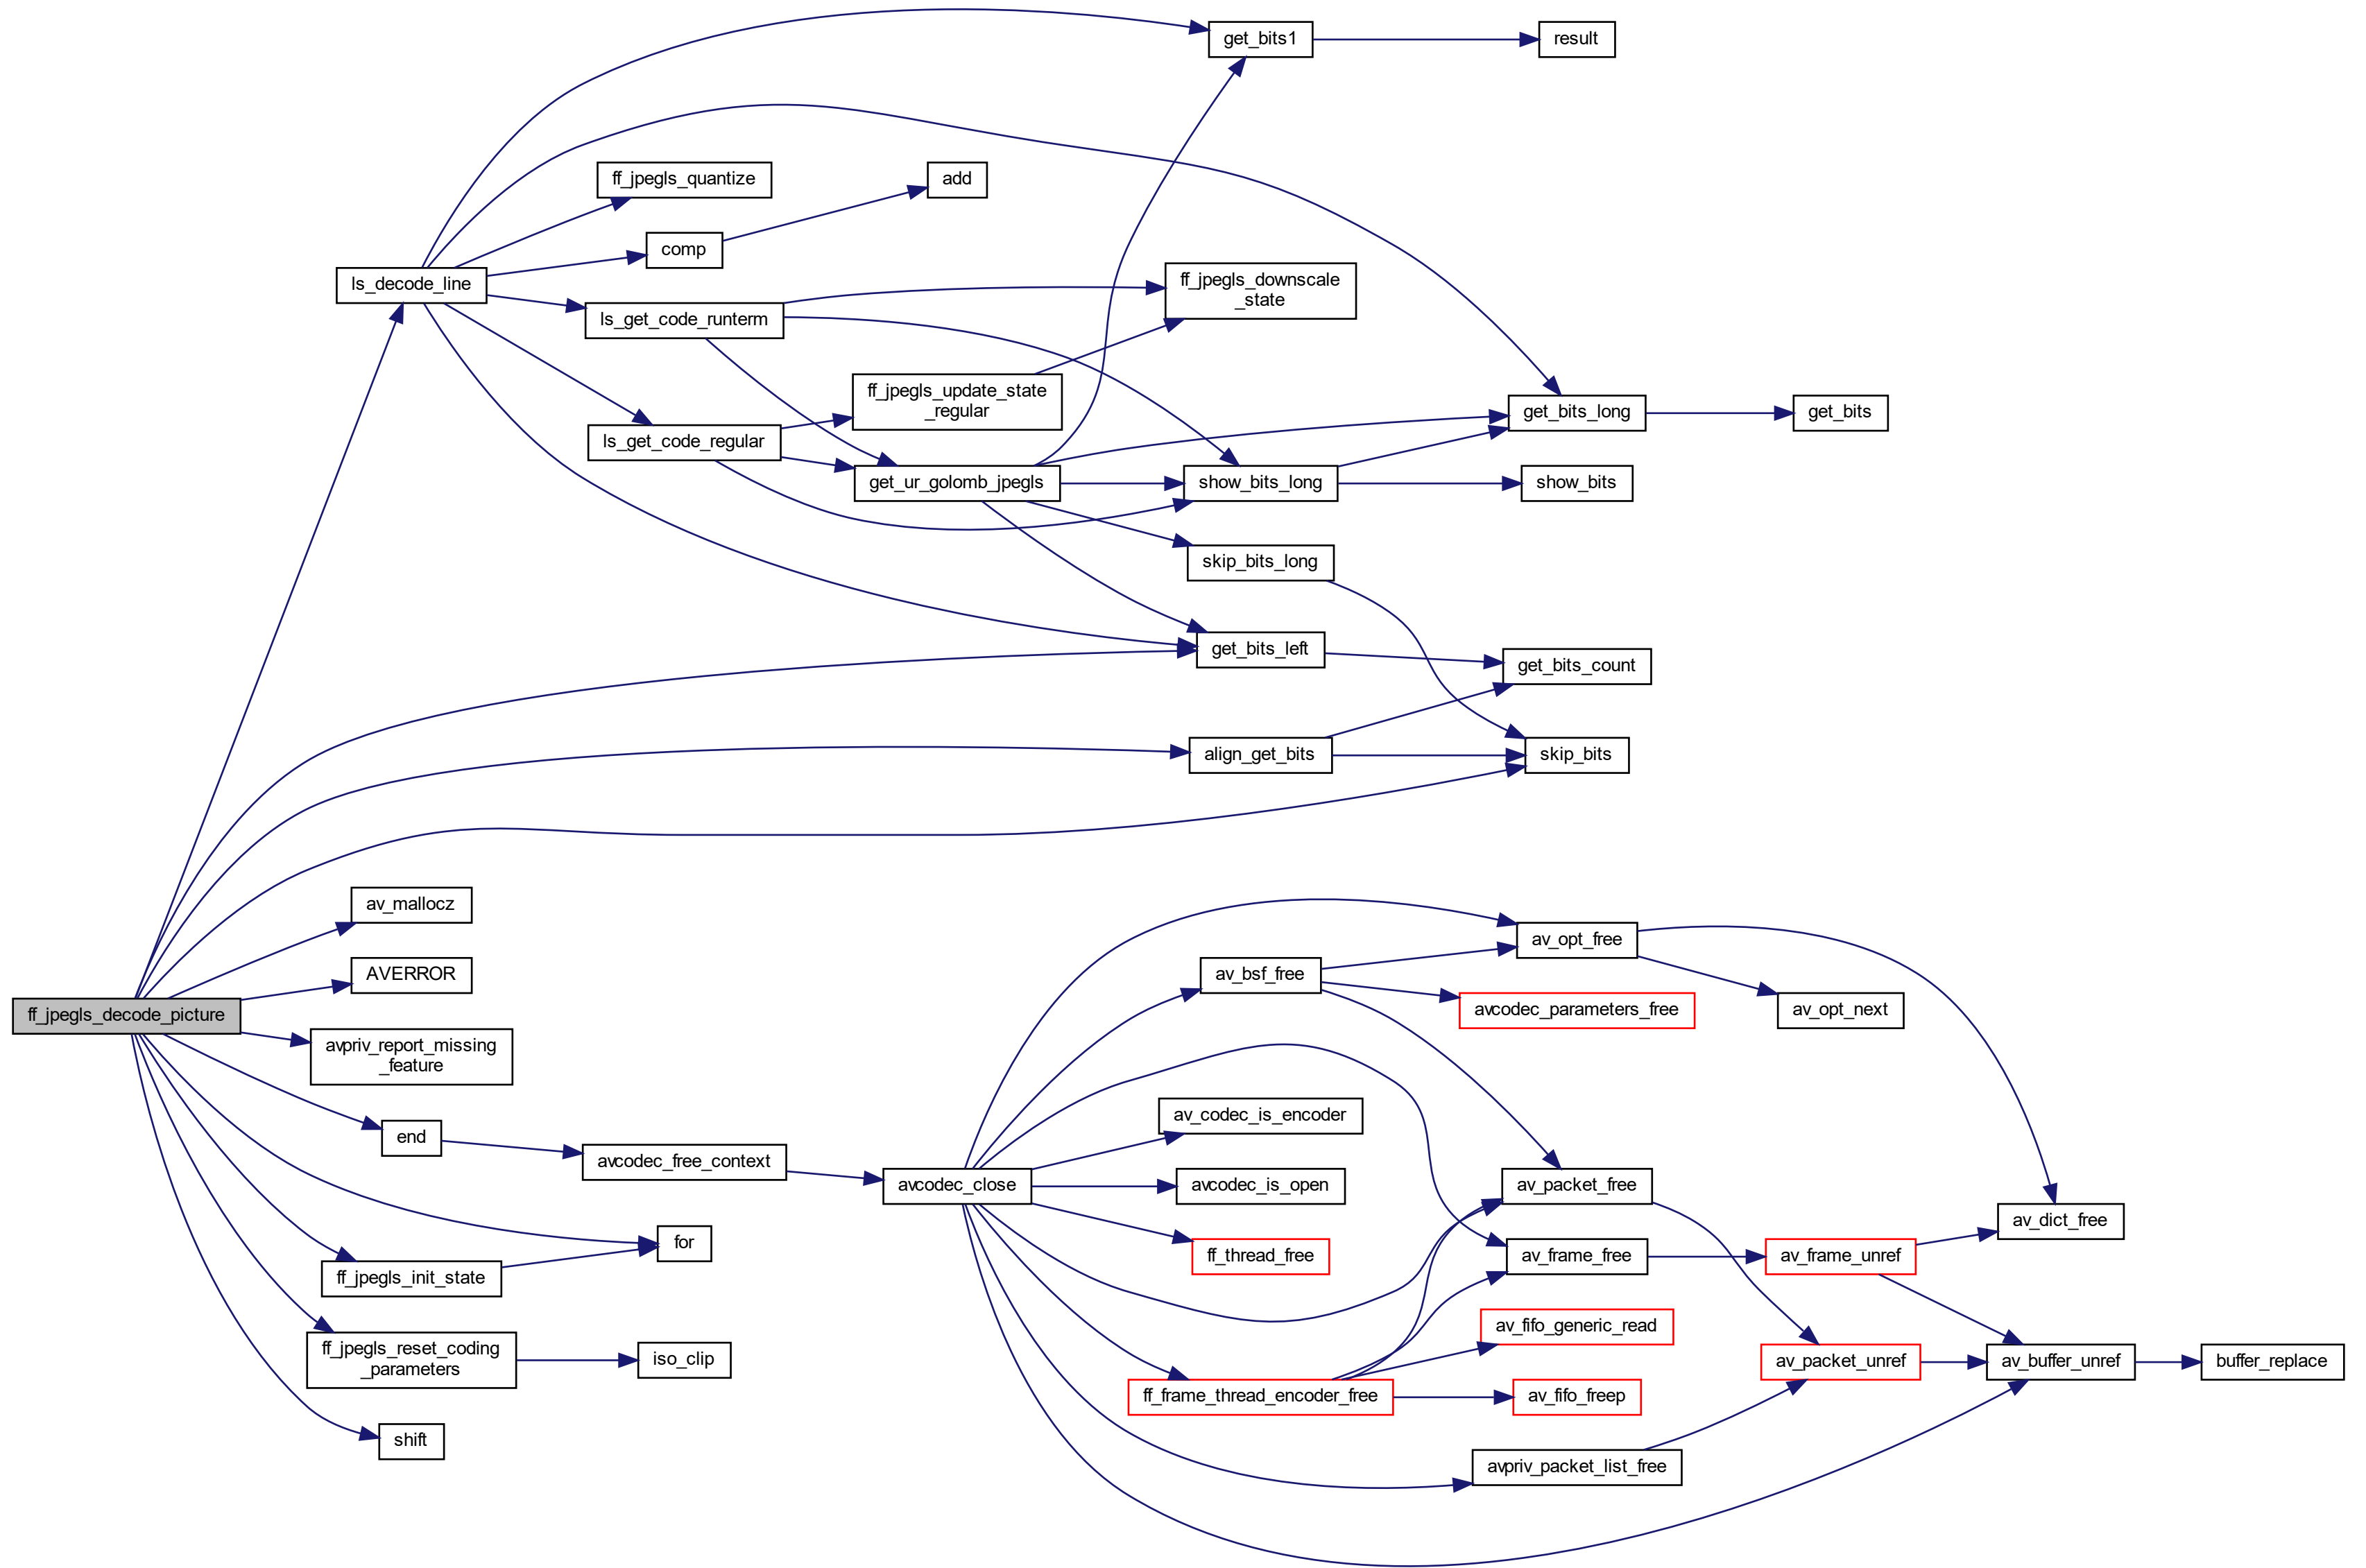 get_bits1
result
ff_jpegls_quantize
add
comp
ls_decode_line
ff_jpegls_downscale
_state
ls_get_code_runterm
ff_jpegls_update_state
_regular
get_bits_long
get_bits
ls_get_code_regular
get_ur_golomb_jpegls
show_bits_long
show_bits
skip_bits_long
get_bits_left
get_bits_count
align_get_bits
skip_bits
av_mallocz
av_opt_free
AVERROR
av_bsf_free
ff_jpegls_decode_picture
avcodec_parameters_free
av_opt_next
avpriv_report_missing
_feature
av_codec_is_encoder
end
avcodec_free_context
avcodec_close
avcodec_is_open
av_packet_free
av_dict_free
for
ff_jpegls_init_state
ff_thread_free
av_frame_free
av_frame_unref
av_fifo_generic_read
ff_jpegls_reset_coding
_parameters
iso_clip
av_packet_unref
av_buffer_unref
buffer_replace
ff_frame_thread_encoder_free
av_fifo_freep
shift
avpriv_packet_list_free